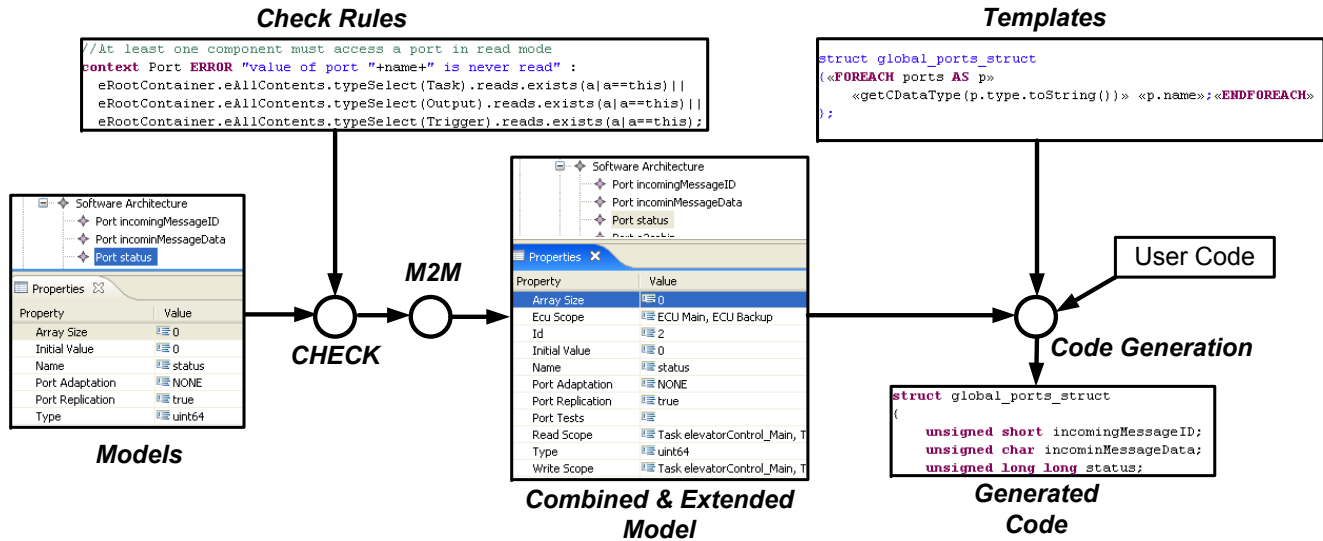 Check Rules
//At least one component must access a port in read mode
context Port ERROR "value of port "+name+" is never read" :
eRootContainer.eAllContents.typeSelect(Task).reads.exists(a|a==this)||
eRootContainer.eAllContents.typeSelect(Output).reads.exists(a|a==this)||
eRootContainer.eAllContents.typeSelect(Trigger).reads.exists(a|a==this);
Templates
struct global_ports_struct
{«FOREACH ports AS p»
«getCDataType(p.type.toString())» «p.name»;«ENDFOREACH»
};
Software Architecture
Port incomingMessageID
Port incominMessageData
Port status
Properties
Property Value
Array Size 0
Initial Value 0
Name status
Port Adaptation NONE
Port Replication true
Type uint64
Models
CHECK
M2M
Software Architecture
Port incomingMessageID
Port incominMessageData
Port status
Properties
Property Value
Array Size 0
Ecu Scope ECU Main, ECU Backup
Id 2
Initial Value 0
Name status
Port Adaptation NONE
Port Replication true
Port Tests
Read Scope Task elevatorControl_Main, T
Type uint64
Write Scope Task elevatorControl_Main, T
Combined & Extended
Model
User Code
Code Generation
struct global_ports_struct
{
unsigned short incomingMessageID;
unsigned char incominMessageData;
unsigned long long status;
Generated
Code